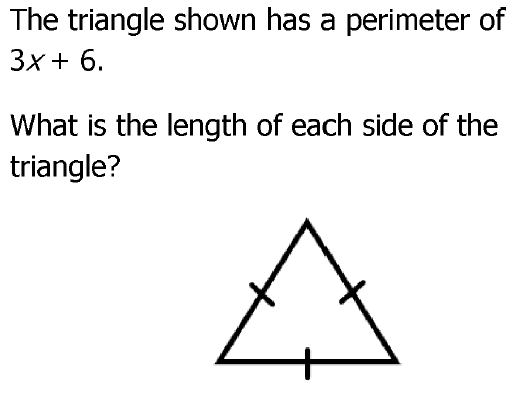 The triangle shown has a perimeter of
3x + 6.
What is the length of each side of the
triangle?